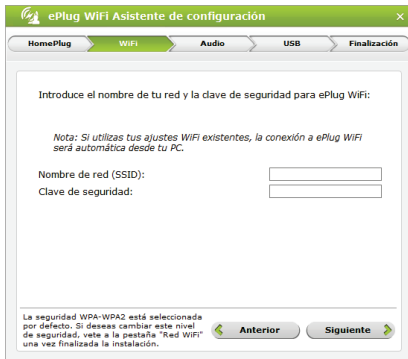 ePlug WiFi Asistente de configuración
HomePlug WiFi Audio USB Finalización
Introduce el nombre de tu red y la clave de seguridad para ePlug WiFi:
Nota: Si utilizas tus ajustes WiFi existentes, la conexión a ePlug WiFi
será automática desde tu PC.
Nombre de red (SSID):
Clave de seguridad:
La seguridad WPA-WPA2 está seleccionada
por defecto. Si deseas cambiar este nivel
de seguridad, vete a la pestaña "Red WiFi"
una vez finalizada la instalación.
Anterior Siguiente